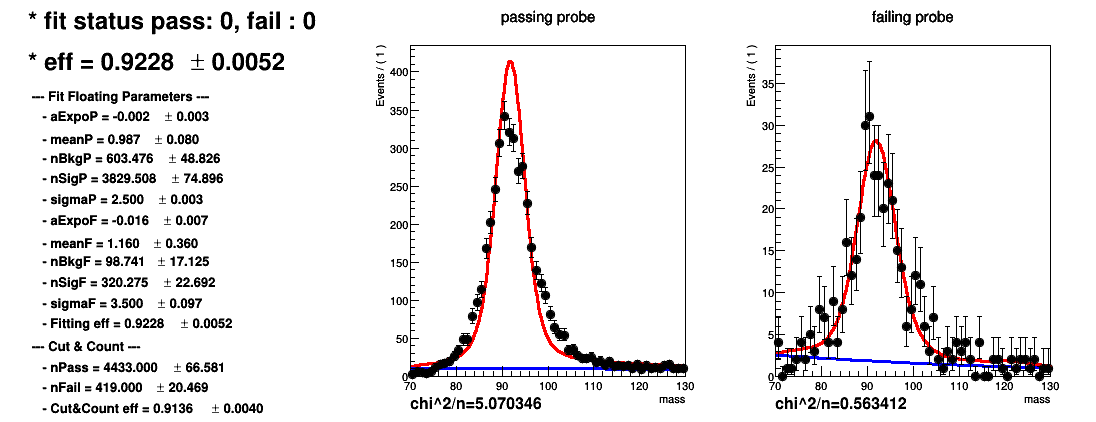 * fit status pass: 0, fail : 0
* eff = 0.9228 ± 0.0052
--- Fit Floating Parameters ---
- aExpoP = -0.002 ± 0.003
- meanP = 0.987 ± 0.080
- nBkgP = 603.476 ± 48.826
- nSigP = 3829.508 ± 74.896
- sigmaP = 2.500 ± 0.003
- aExpoF = -0.016 ± 0.007
- meanF = 1.160 ± 0.360
- nBkgF = 98.741 ± 17.125
- nSigF = 320.275 ± 22.692
- sigmaF = 3.500 ± 0.097
- Fitting eff = 0.9228 ± 0.0052
--- Cut & Count ---
- nPass = 4433.000 ± 66.581
- nFail = 419.000 ± 20.469
- Cut&Count eff = 0.9136 ± 0.0040
passing probe
Events / ( 1 )
400
350
300
250
200
150
100
50
0
70 80 90 100 110 120 130
mass
chi^2/n=5.070346
failing probe
Events / ( 1 )
35
30
25
20
15
10
5
0
70 80 90 100 110 120 130
mass
chi^2/n=0.563412